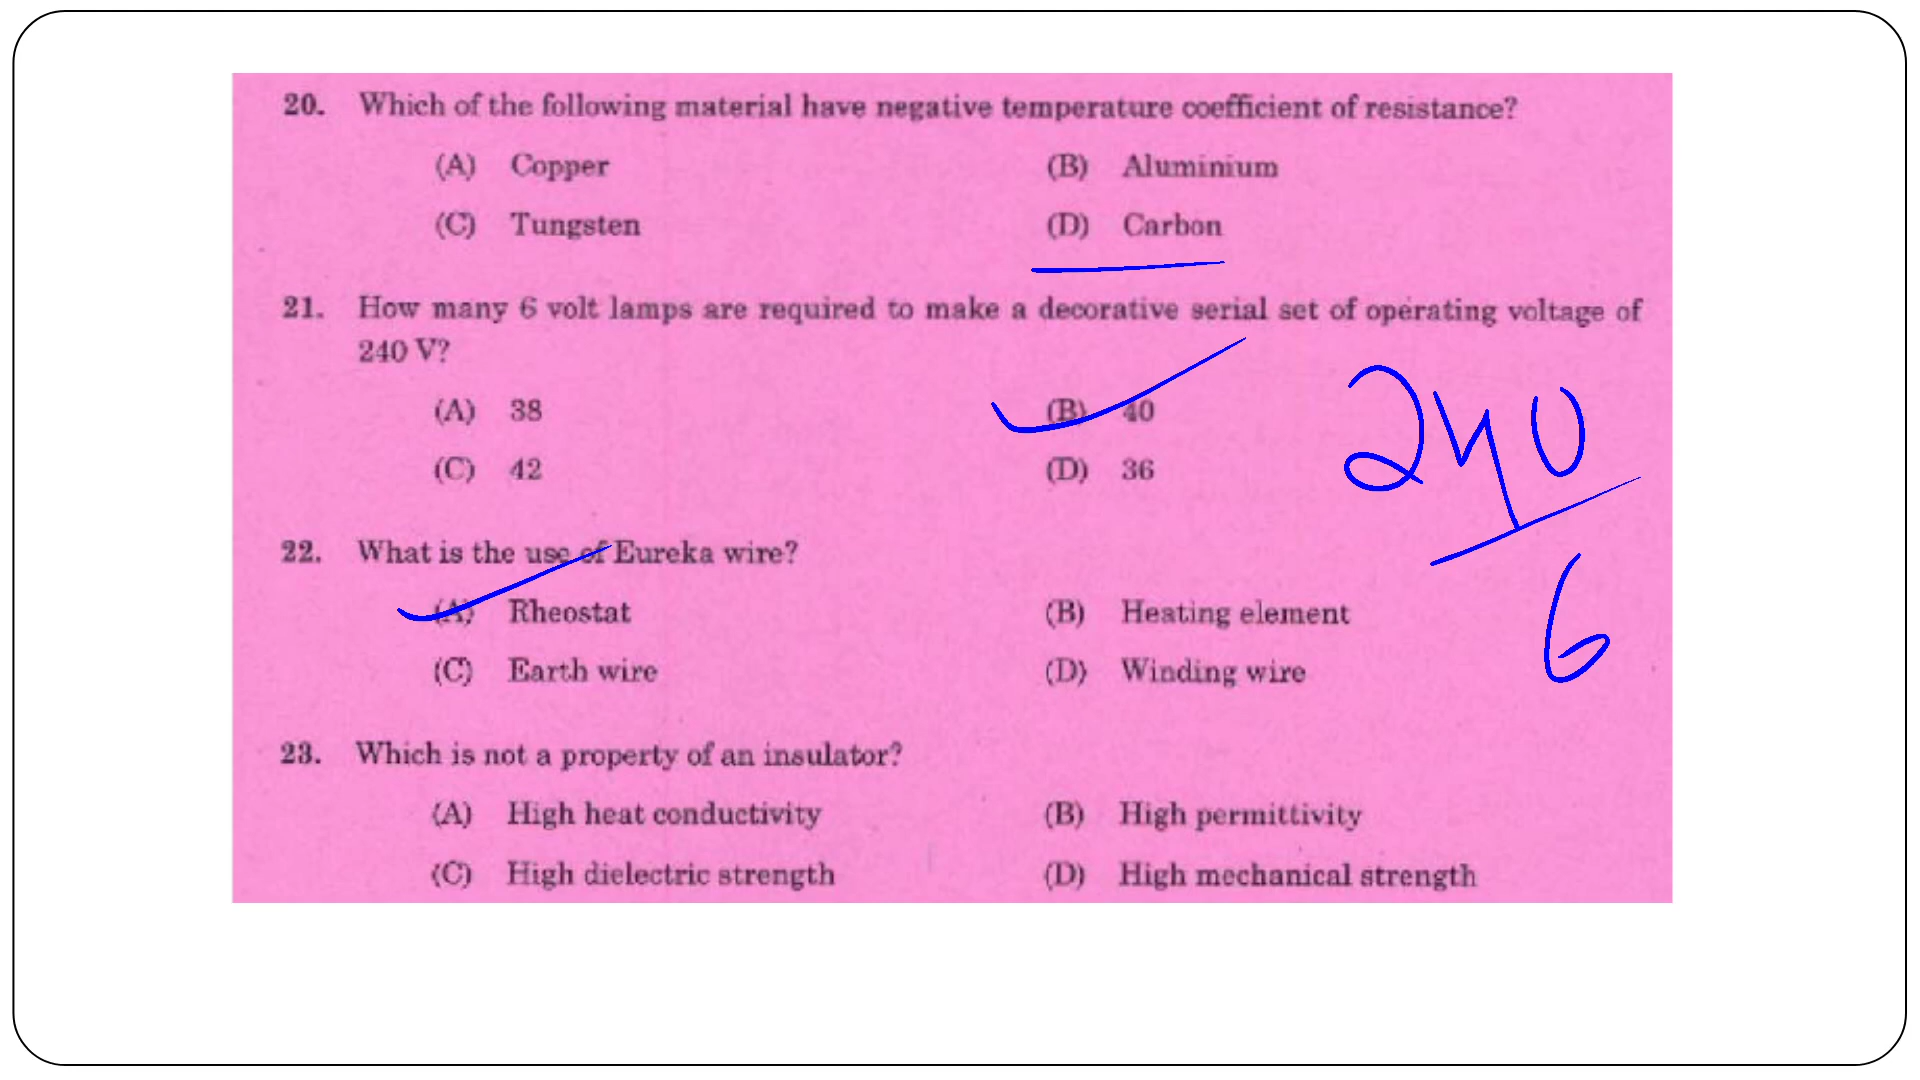 20. Which of the following material have negative temperature coefficient of resistance?
(A) Copper (B) Aluminium
(C) Tungsten (D) Carbon
21. How many 6 volt lamps are required to make a decorative serial set of operating voltage of
240 V?
(A) 38 (B) 40
(C) 42 (D) 36
240
6
22. What is the use of Eureka wire?
(A) Rheostat (B) Heating element
(C) Earth wire (D) Winding wire
23. Which is not a property of an insulator?
(A) High heat conductivity (B) High permittivity
(C) High dielectric strength (D) High mechanical strength